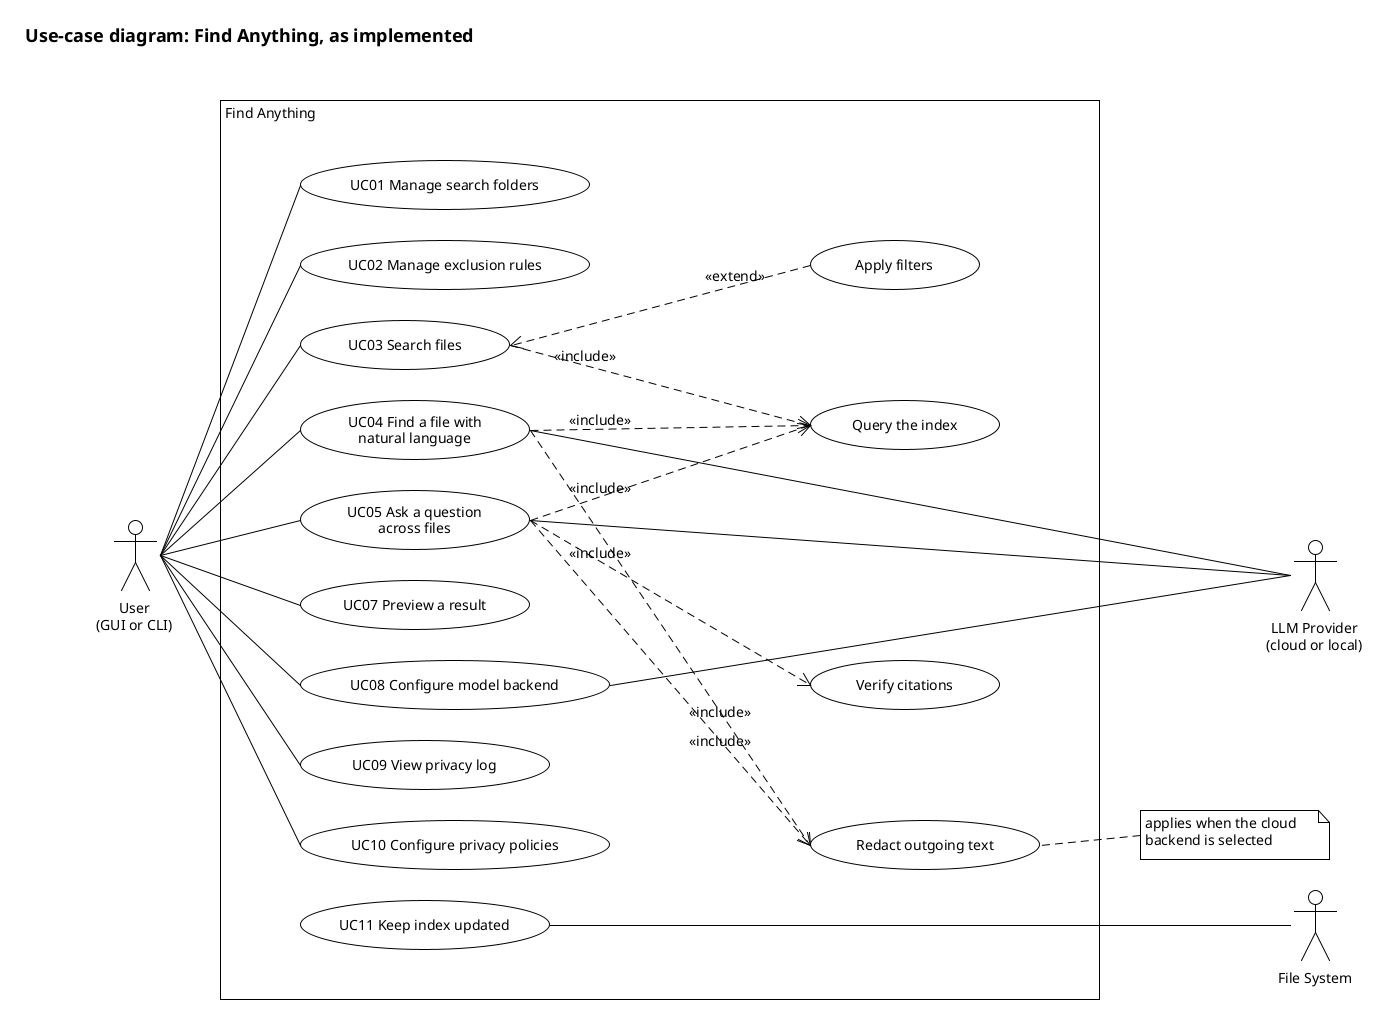 Use-case diagram: Find Anything, as implemented
Find Anything
UC01 Manage search folders
UC02 Manage exclusion rules
Apply filters
«extend»
UC03 Search files
«include»
UC04 Find a file with
natural language
«include»
Query the index
«include»
UC05 Ask a question
across files
«include»
User
(GUI or CLI)
UC07 Preview a result
LLM Provider
(cloud or local)
UC08 Configure model backend
Verify citations
«include»
«include»
UC09 View privacy log
applies when the cloud
backend is selected
UC10 Configure privacy policies
Redact outgoing text
UC11 Keep index updated
File System